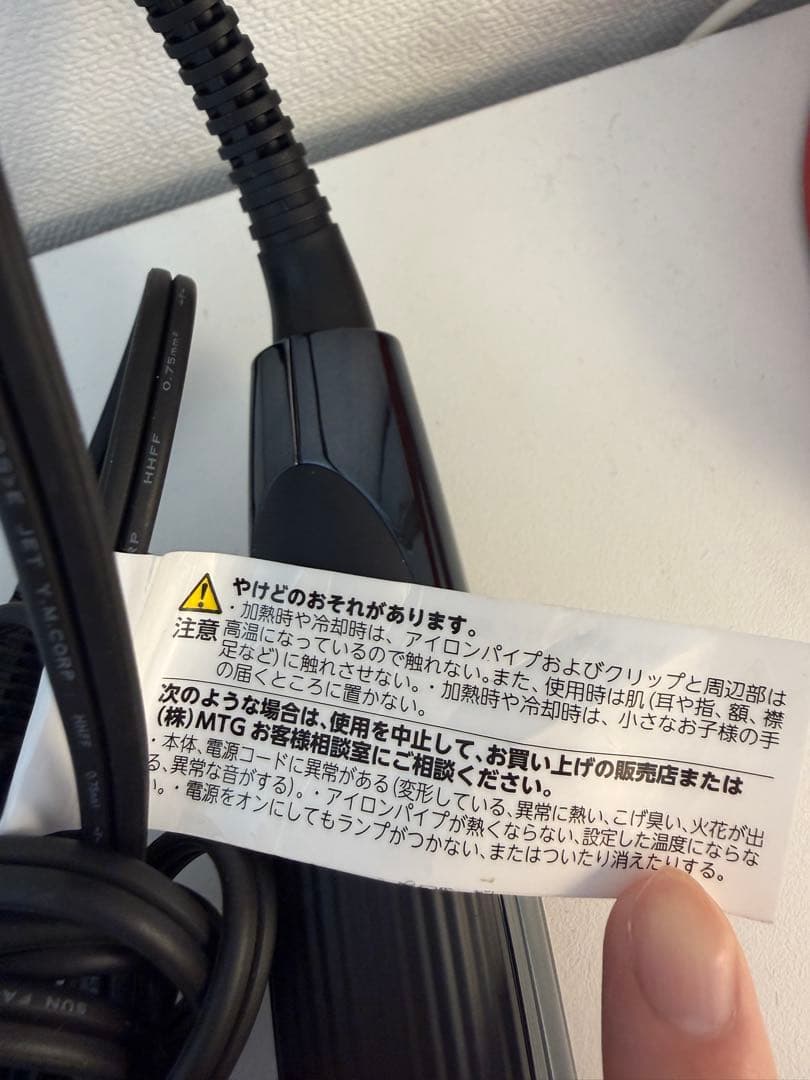 0.75mm²
HHFF
JET Y.M.CORP
HHFF
0.75
SUN FA
やけどのおそれがあります。
注意
・加熱時や冷却時は、アイロンパイプおよびクリップと周辺部は
高温になっているので触れない。また、使用時は肌(耳や指、額、襟
足など)に触れさせない。・加熱時や冷却時は、小さなお子様の手
の届くところに置かない。
次のような場合は、使用を中止して、お買い上げの販売店または
(株)MTG お客様相談室にご相談ください。
・本体、電源コードに異常がある(変形している、異常に熱い、こげ臭い、火花が出
る、異常な音がする)。・アイロンパイプが熱くならない、設定した温度にならな
い。・電源をオンにしてもランプがつかない、またはついたり消えたりする。